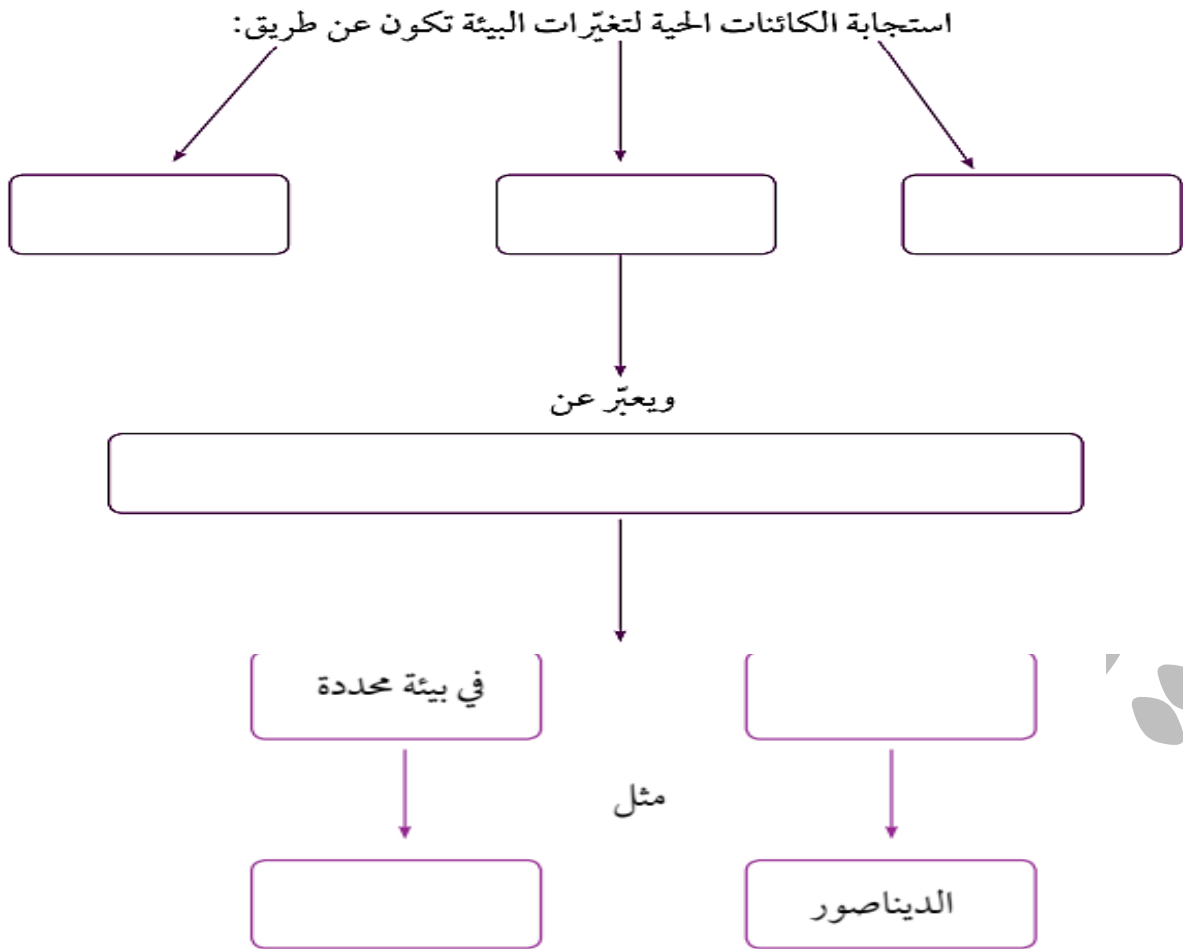 استجابة الكائنات الحية لتغيّرات البيئة تكون عن طريق:
ويعبّر عن
في بيئة محددة
مثل
الديناصور